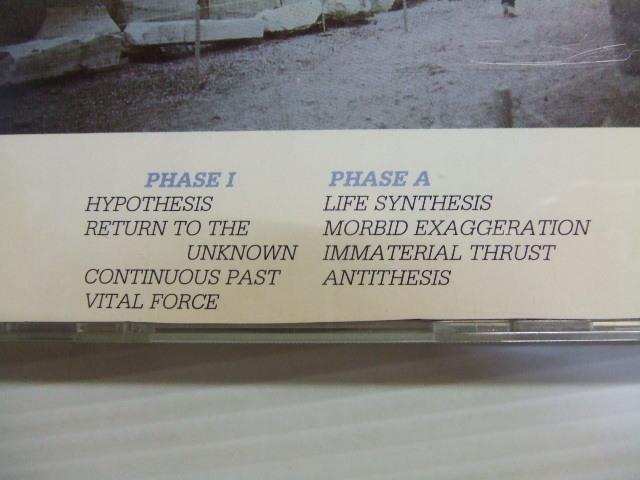 PHASE I
HYPOTHESIS
RETURN TO THE
UNKNOWN
CONTINUOUS PAST
VITAL FORCE
PHASE A
LIFE SYNTHESIS
MORBID EXAGGERATION
IMMATERIAL THRUST
ANTITHESIS